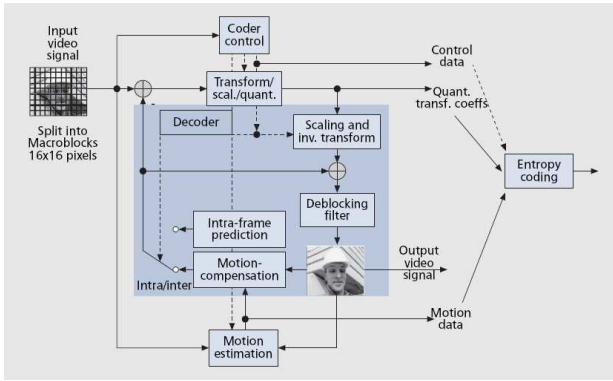 Input
video
signal
Split into
Macroblocks
16x16 pixels
Coder
control
Transform/
scal./quant.
Decoder
Scaling and
inv. transform
Deblocking
filter
Intra-frame
prediction
Motion-
compensation
Intra/inter
Motion
estimation
Control
data
Quant.
transf. coeffs
Entropy
coding
Output
video
signal
Motion
data